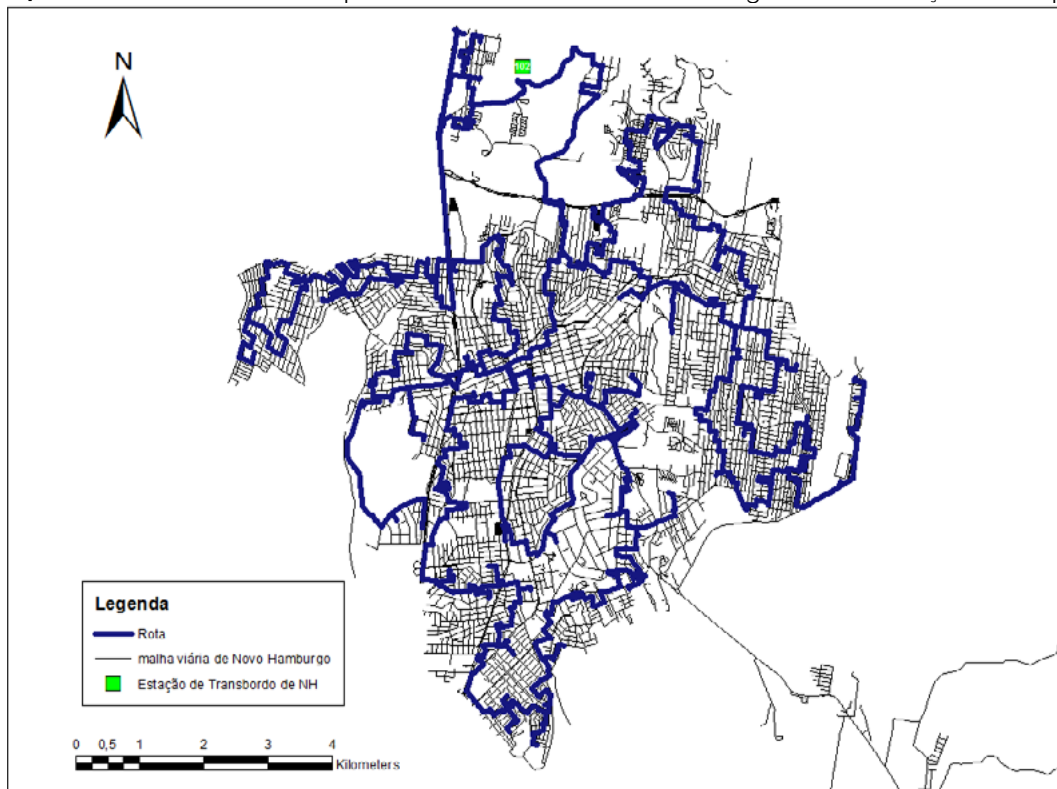 N
102
Legenda
Rota
malha viária de Novo Hamburgo
Estação de Transbordo de NH
0 0,5 1 2 3 4
Kilometers